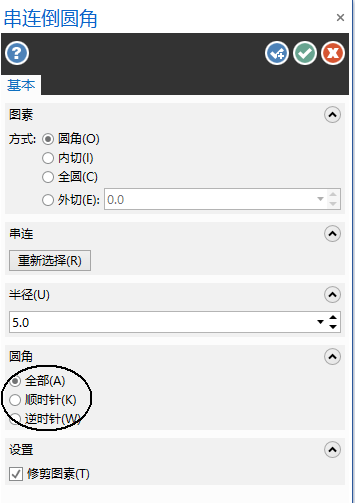 串连倒圆角
基本
图素
方式: 圆角(O)
内切(I)
全圆(C)
外切(E): 0.0
串连
重新选择(R)
半径(U)
5.0
圆角
全部(A)
顺时针(K)
逆时针(W)
设置
修剪图素(T)